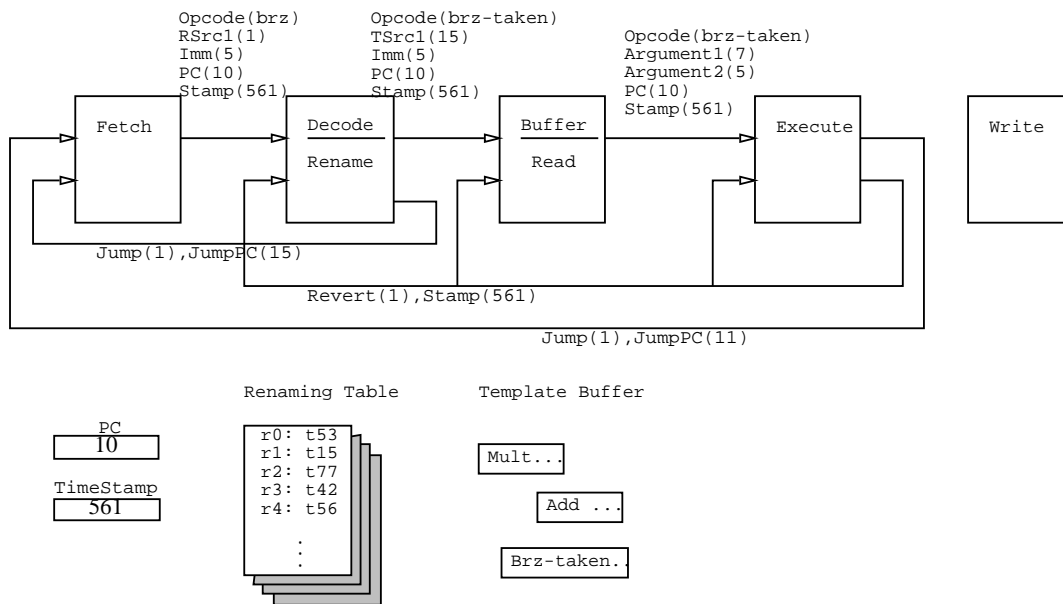 Opcode(brz)
RSrc1(1)
Imm(5)
PC(10)
Stamp(561)
Opcode(brz-taken)
TSrc1(15)
Imm(5)
PC(10)
Stamp(561)
Opcode(brz-taken)
Argument1(7)
Argument2(5)
PC(10)
Stamp(561)
Fetch
Decode
Rename
Buffer
Read
Execute
Write
Jump(1),JumpPC(15)
Revert(1),Stamp(561)
Jump(1),JumpPC(11)
PC
10
TimeStamp
561
Renaming Table
r0: t53
r1: t15
r2: t77
r3: t42
r4: t56
.
.
.
Template Buffer
Mult...
Add ...
Brz-taken..